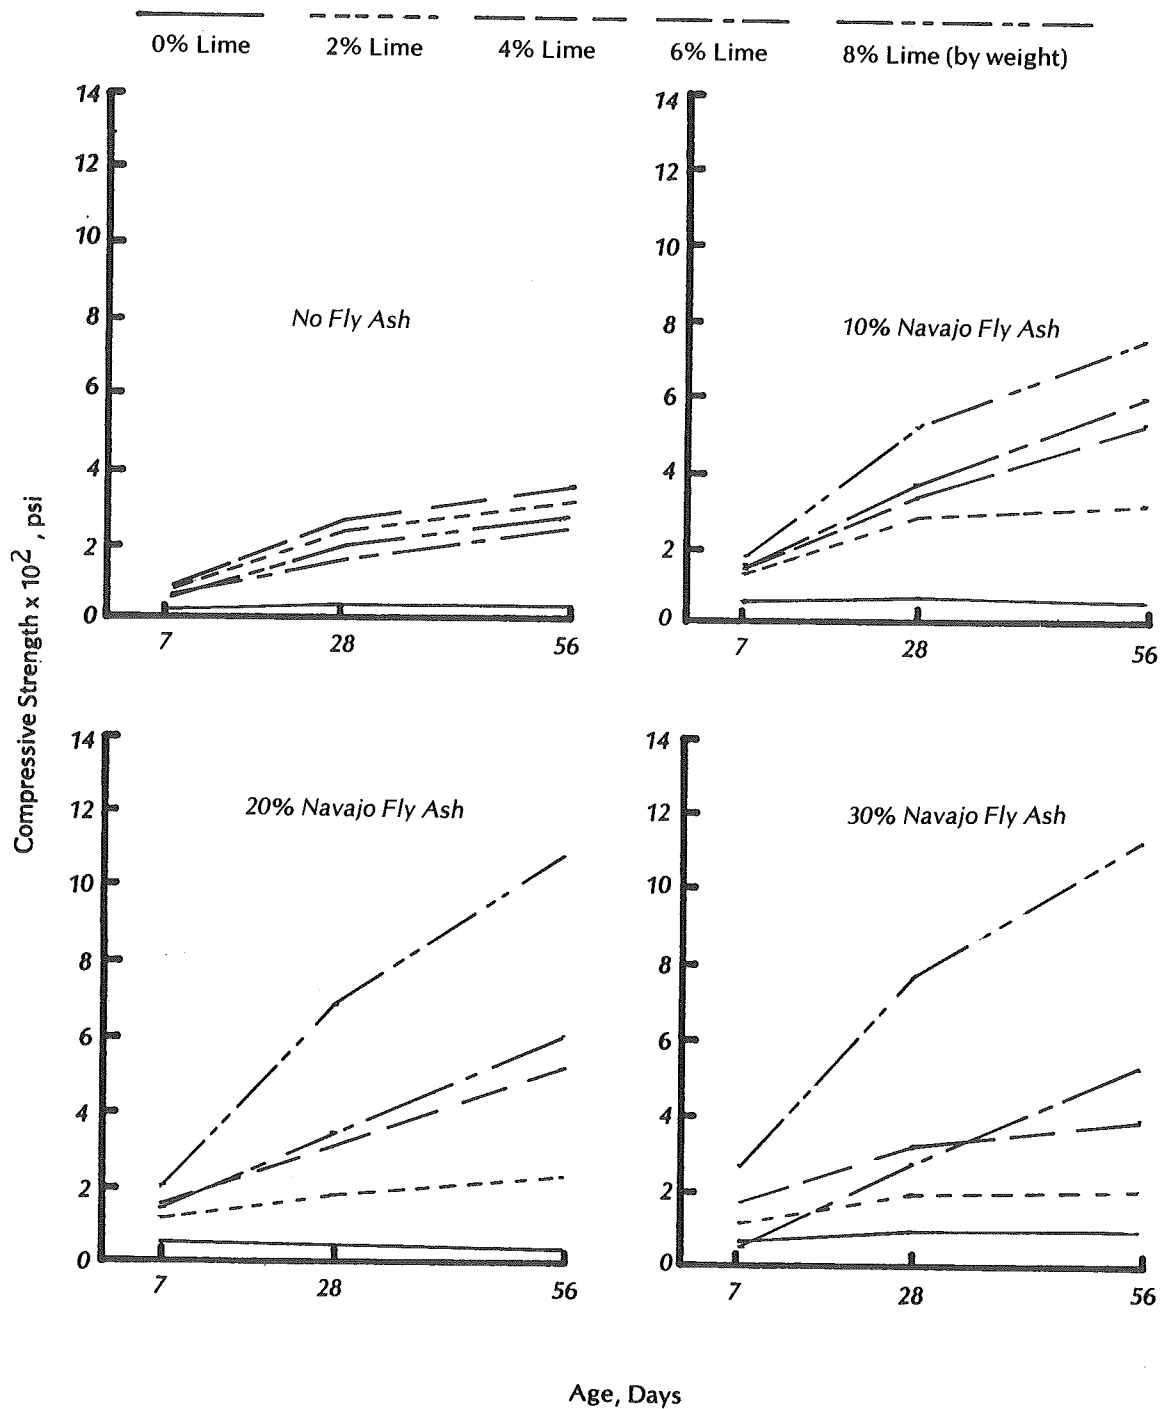 0% Lime 2% Lime 4% Lime 6% Lime 8% Lime (by weight)
Compressive Strength x 10², psi
No Fly Ash
14
12
10
8
6
4
2
0
7 28 56
10% Navajo Fly Ash
14
12
10
8
6
4
2
0
7 28 56
20% Navajo Fly Ash
14
12
10
8
6
4
2
0
7 28 56
30% Navajo Fly Ash
14
12
10
8
6
4
2
0
7 28 56
Age, Days